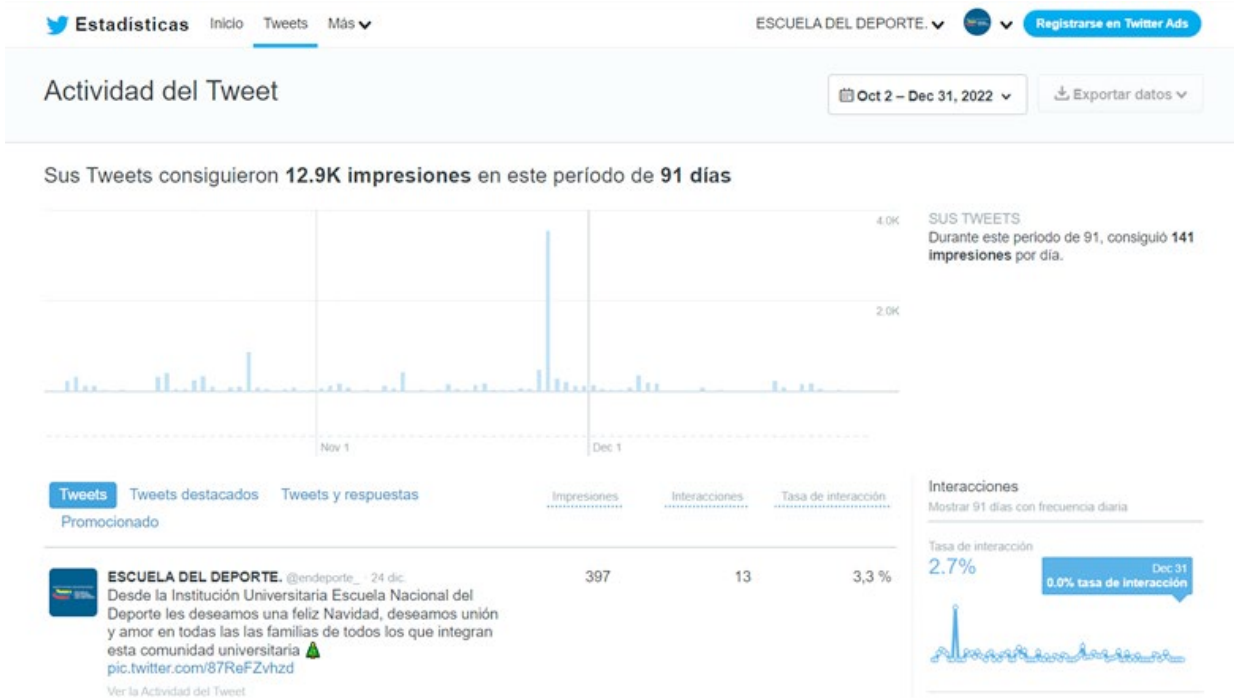 Estadísticas Inicio Tweets Más ESCUELA DEL DEPORTE. Registrarse en Twitter Ads
Actividad del Tweet
Oct 2 – Dec 31, 2022 Exportar datos
Sus Tweets consiguieron 12.9K impresiones en este período de 91 días
4.0K
2.0K
Nov 1 Dec 1
SUS TWEETS
Durante este periodo de 91, consiguió 141
impresiones por día.
Tweets Tweets destacados Tweets y respuestas
Promocionado
Impresiones Interacciones Tasa de interacción
ESCUELA DEL DEPORTE. @endeporte_ · 24 dic.
Desde la Institución Universitaria Escuela Nacional del
Deporte les deseamos una feliz Navidad, deseamos unión
y amor en todas las las familias de todos los que integran
esta comunidad universitaria 🎄
pic.twitter.com/87ReFZvhzd
Ver la Actividad del Tweet
397 13 3,3 %
Interacciones
Mostrar 91 días con frecuencia diaria
Tasa de interacción
2.7%
Dec 31
0.0% tasa de interacción